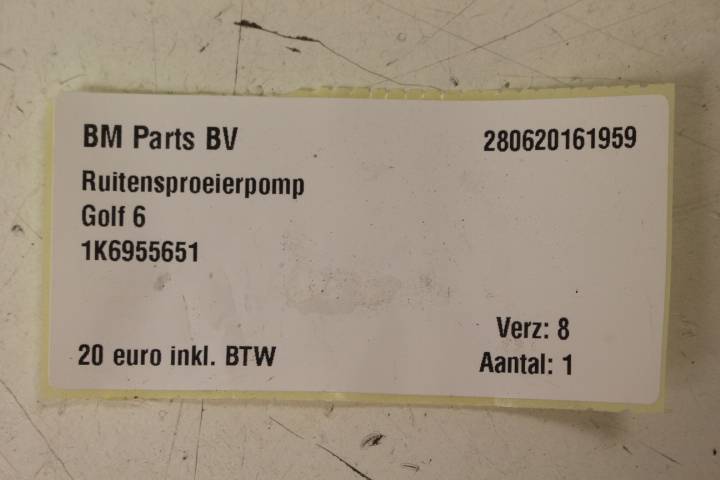 BM Parts BV 280620161959
Ruitensproeierpomp
Golf 6
1K6955651
Verz: 8
20 euro inkl. BTW Aantal: 1